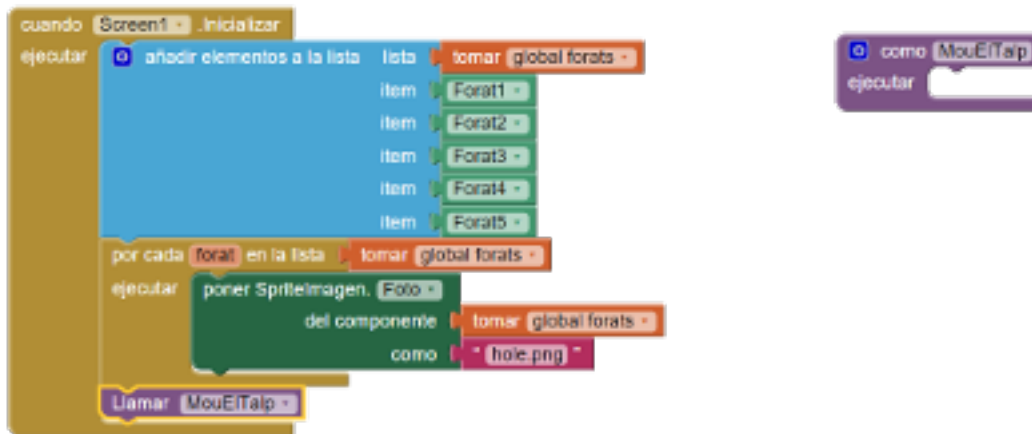 cuando Screen1 .Inicializar
ejecutar añadir elementos a la lista lista tomar global forats
item Forat1
item Forat2
item Forat3
item Forat4
item Forat5
por cada forat en la lista tomar global forats
ejecutar poner SpriteImagen. Foto
del componente tomar global forats
como " hole.png "
Llamar MouElTalp
como MouElTalp
ejecutar